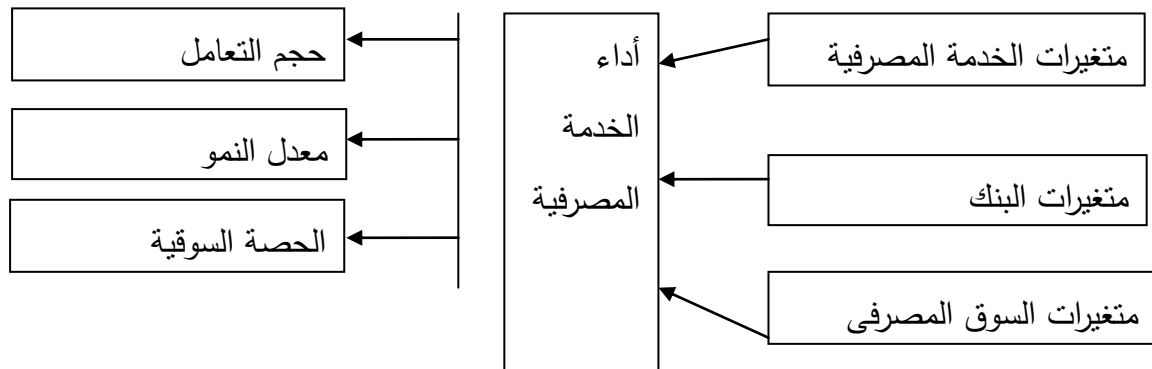 متغيرات الخدمة المصرفية
متغيرات البنك
متغيرات السوق المصرفى
أداء
الخدمة
المصرفية
حجم التعامل
معدل النمو
الحصة السوقية